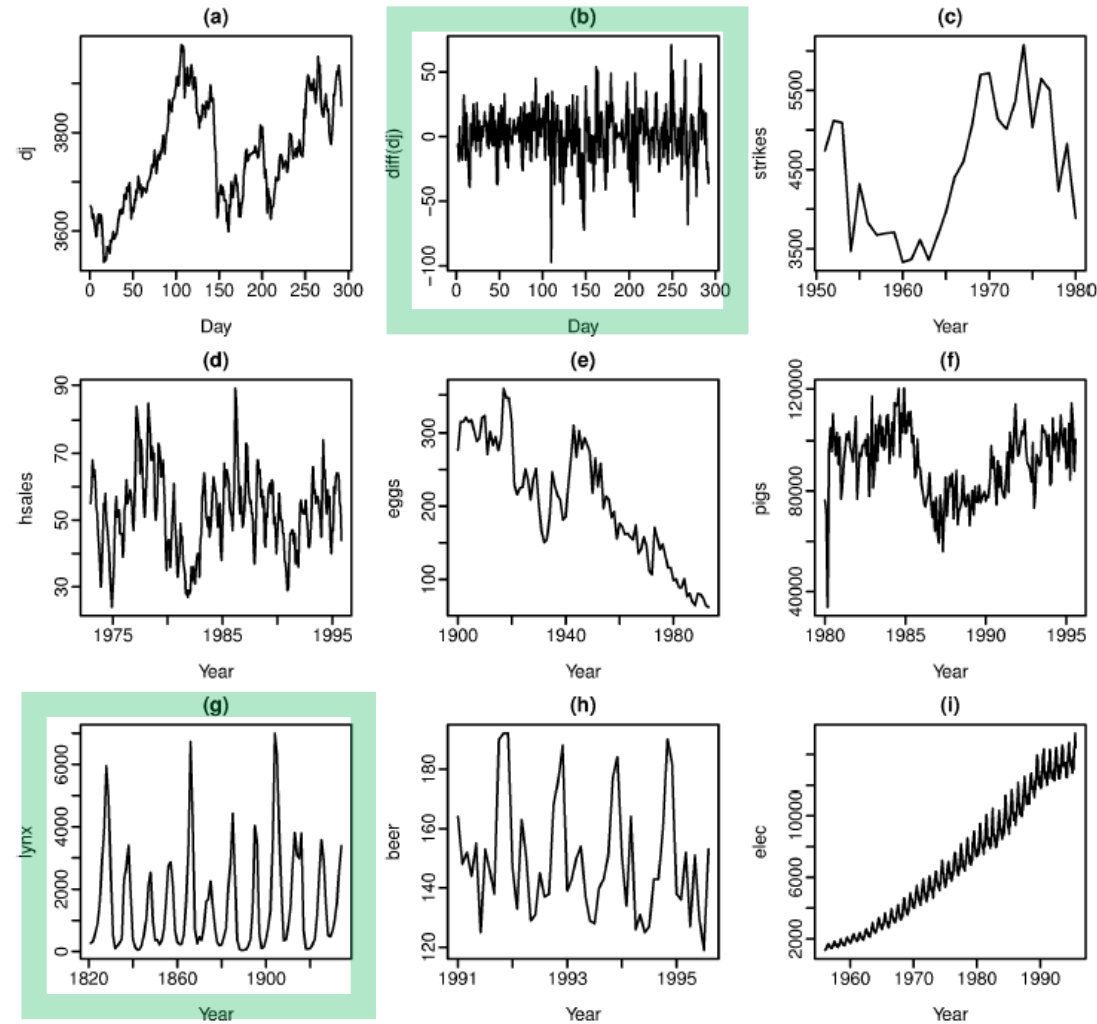 (a)
dj
3600 3800
0 50 100 150 200 250 300
Day
(b)
diff(dj)
−100 −50 0 50
0 50 100 150 200 250 300
Day
(c)
strikes
3500 4500 5500
1950 1960 1970 1980
Year
(d)
hsales
30 50 70 90
1975 1985 1995
Year
(e)
eggs
100 200 300
1900 1940 1980
Year
(f)
pigs
40000 80000 120000
1980 1985 1990 1995
Year
(g)
lynx
0 2000 4000 6000
1820 1860 1900
Year
(h)
beer
120 140 160 180
1991 1993 1995
Year
(i)
elec
2000 6000 10000
1960 1970 1980 1990
Year